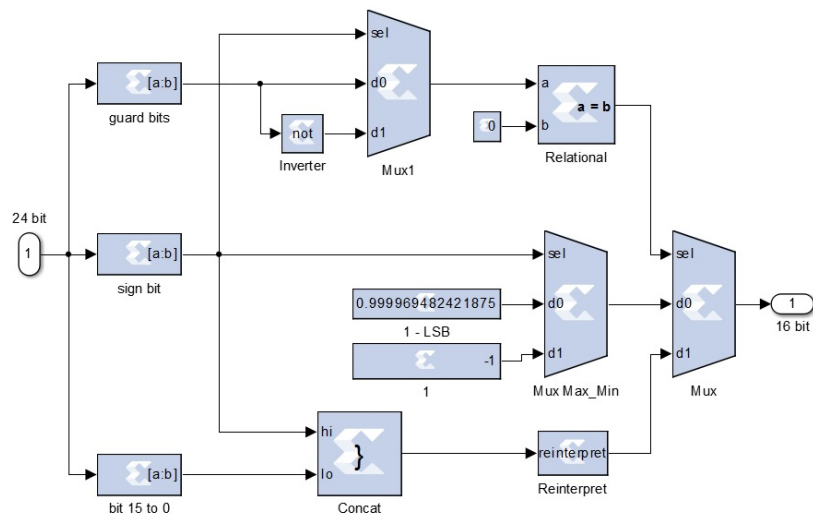 sel
[a:b]
d0
a
a = b
guard bits
not
d1
0
b
Inverter
Mux1
Relational
24 bit
1
[a:b]
sel
sel
sign bit
0.999969482421875
d0
d0
1
1 - LSB
16 bit
-1
d1
d1
1
Mux Max_Min
Mux
hi
}
reinterpret
[a:b]
lo
Reinterpret
bit 15 to 0
Concat